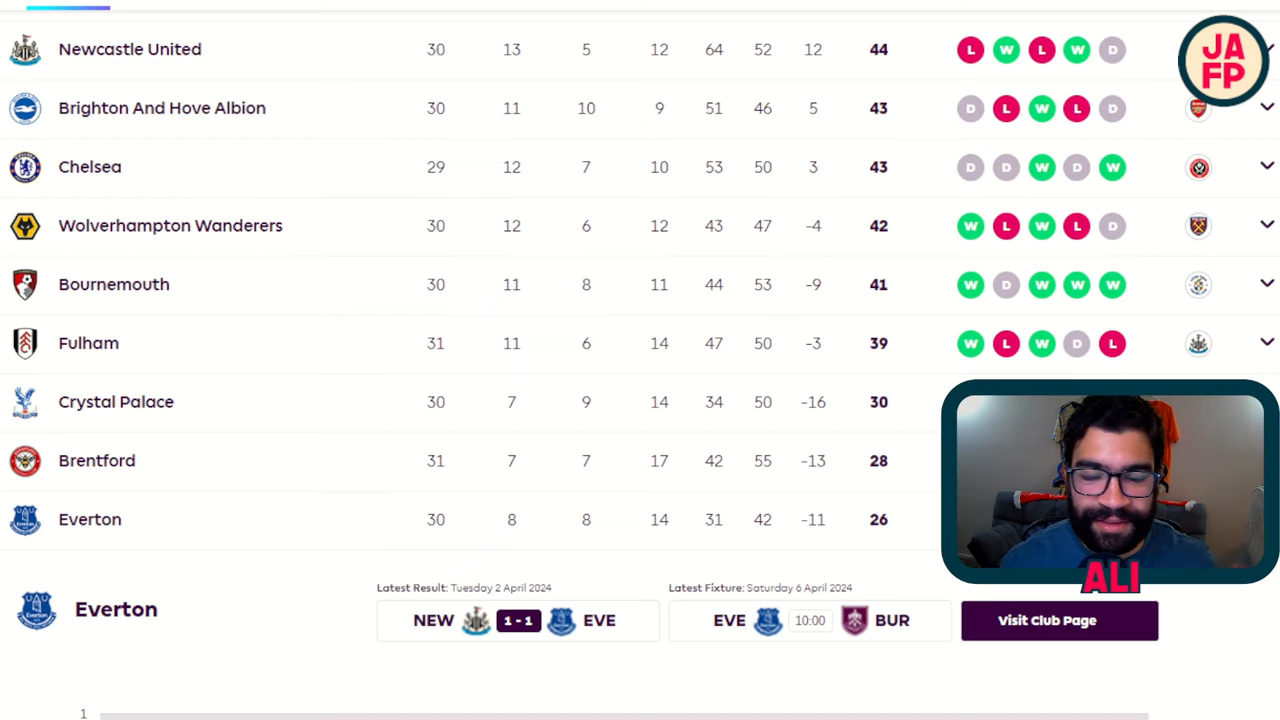 Newcastle United 30 13 5 12 64 52 12 44 L W L W D
JA
FP
Brighton And Hove Albion 30 11 10 9 51 46 5 43 D L W L D
Chelsea 29 12 7 10 53 50 3 43 D D W D W
Wolverhampton Wanderers 30 12 6 12 43 47 -4 42 W L W L D
Bournemouth 30 11 8 11 44 53 -9 41 W D W W W
Fulham 31 11 6 14 47 50 -3 39 W L W D L
Crystal Palace 30 7 9 14 34 50 -16 30
Brentford 31 7 7 17 42 55 -13 28
Everton 30 8 8 14 31 42 -11 26
ALI
Latest Result: Tuesday 2 April 2024 Latest Fixture: Saturday 6 April 2024
Everton NEW 1 - 1 EVE EVE 10:00 BUR Visit Club Page
1